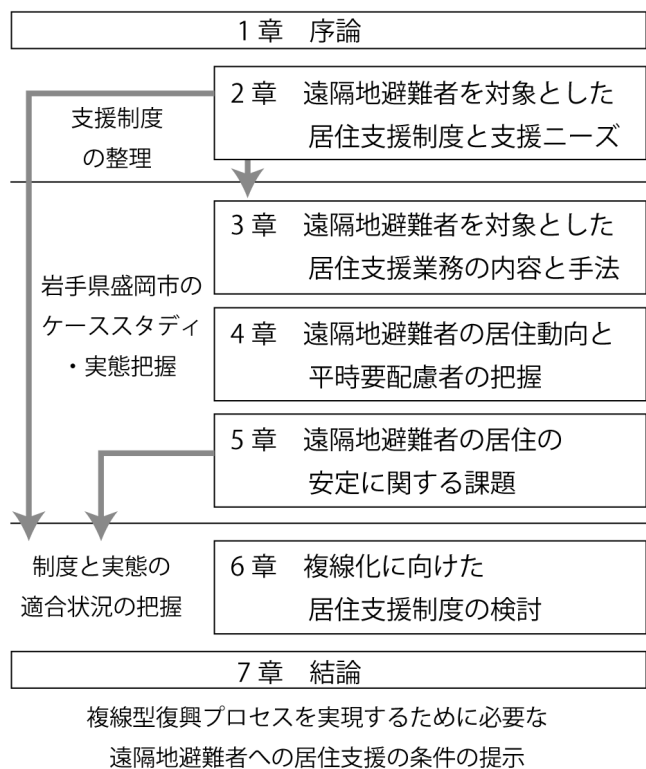 1 章　序論
2 章　遠隔地避難者を対象とした
居住支援制度と支援ニーズ
支援制度
の整理
3 章　遠隔地避難者を対象とした
居住支援業務の内容と手法
岩手県盛岡市の
ケーススタディ
・実態把握
4 章　遠隔地避難者の居住動向と
平時要配慮者の把握
5 章　遠隔地避難者の居住の
安定に関する課題
制度と実態の
適合状況の把握
6 章　複線化に向けた
居住支援制度の検討
7 章　結論
複線型復興プロセスを実現するために必要な
遠隔地避難者への居住支援の条件の提示